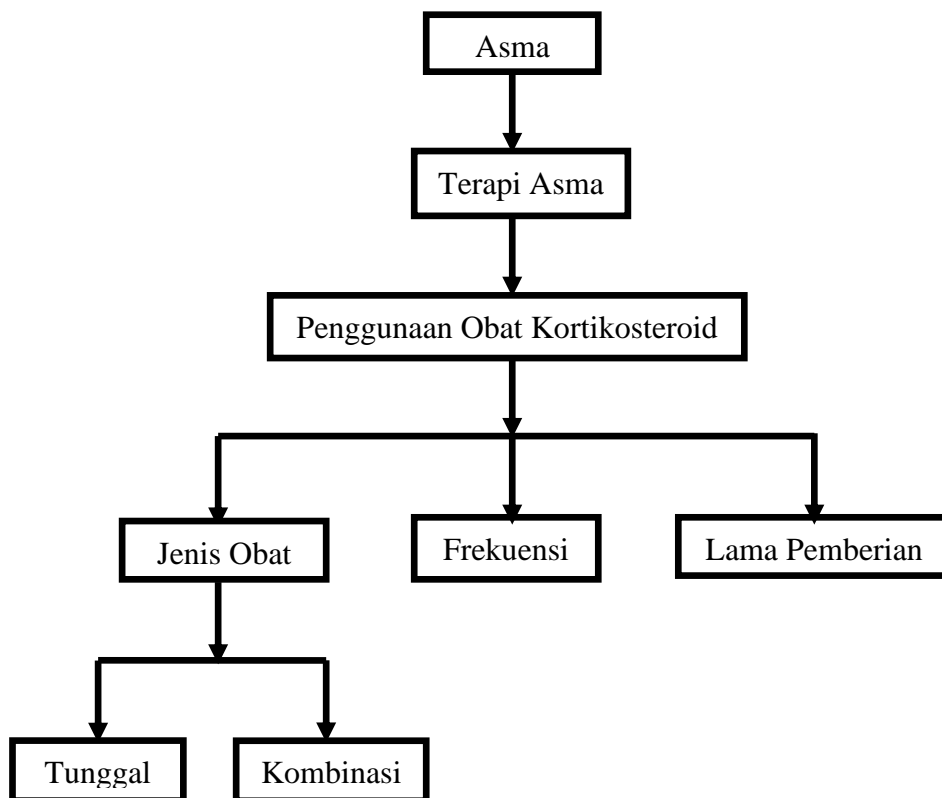 Asma
Terapi Asma
Penggunaan Obat Kortikosteroid
Jenis Obat
Frekuensi
Lama Pemberian
Tunggal
Kombinasi